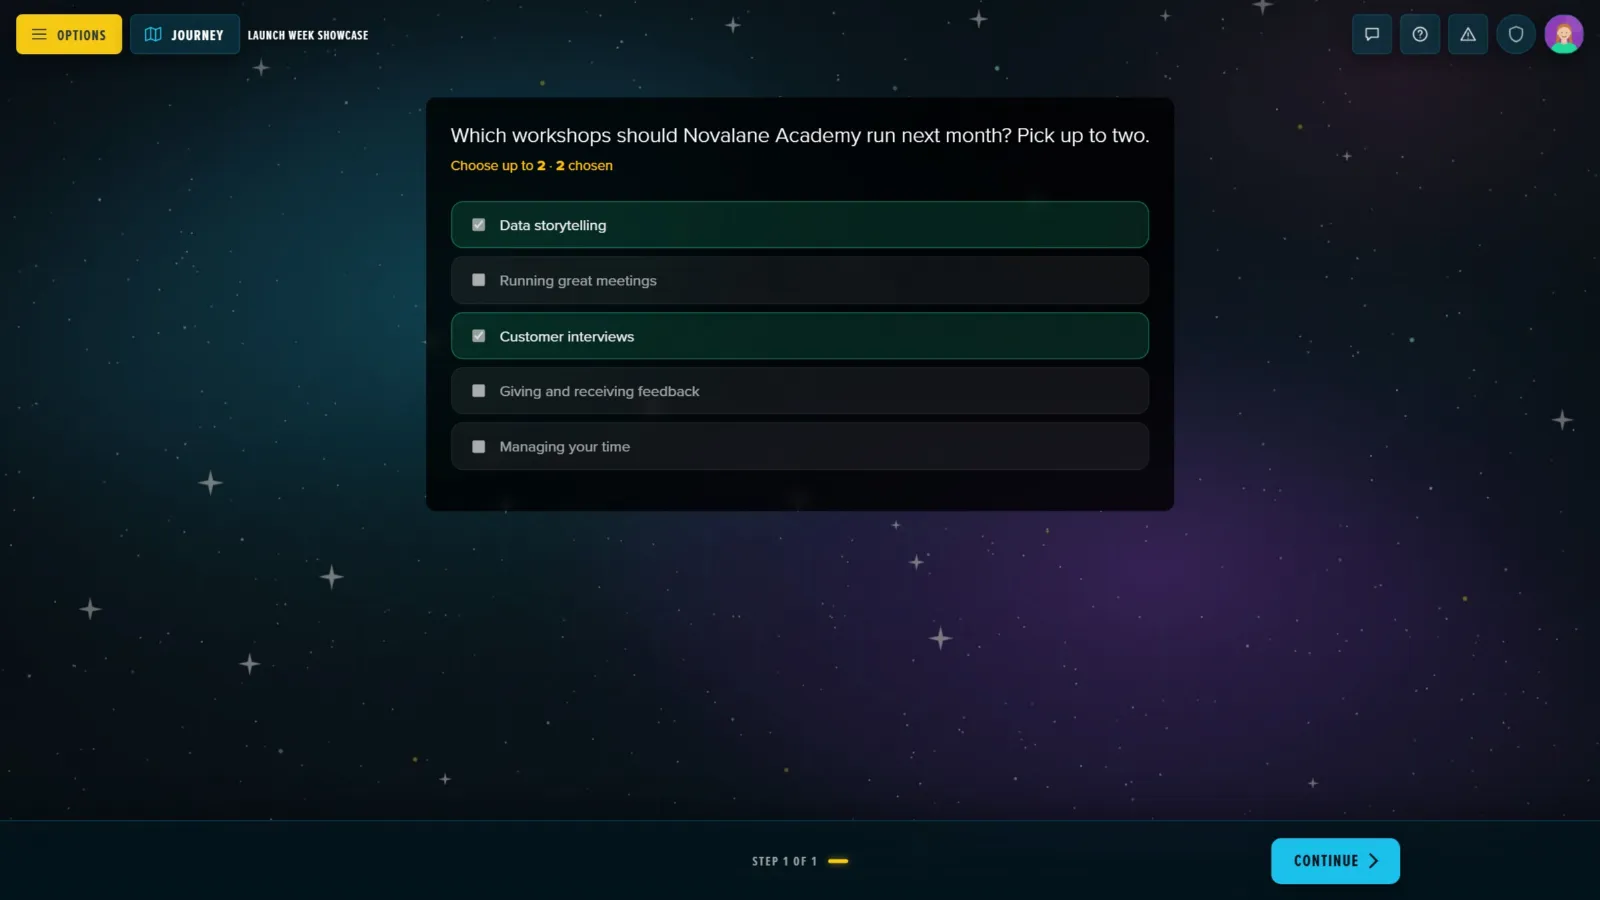 OPTIONS
JOURNEY
LAUNCH WEEK SHOWCASE
Which workshops should Novalane Academy run next month? Pick up to two.
Choose up to 2 · 2 chosen
Data storytelling
Running great meetings
Customer interviews
Giving and receiving feedback
Managing your time
STEP 1 OF 1
CONTINUE